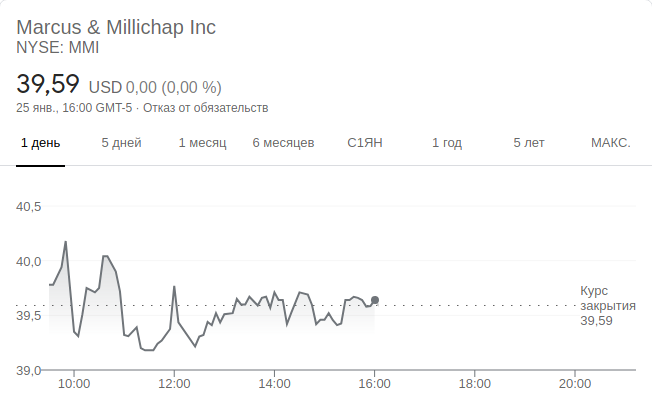 Marcus & Millichap Inc
NYSE: MMI
39,59 USD 0,00 (0,00 %)
25 янв., 16:00 GMT-5 · Отказ от обязательств
1 день 5 дней 1 месяц 6 месяцев С1ЯН 1 год 5 лет МАКС.
40,5
40,0
39,5
39,0
Курс
закрытия
39,59
10:00 12:00 14:00 16:00 18:00 20:00